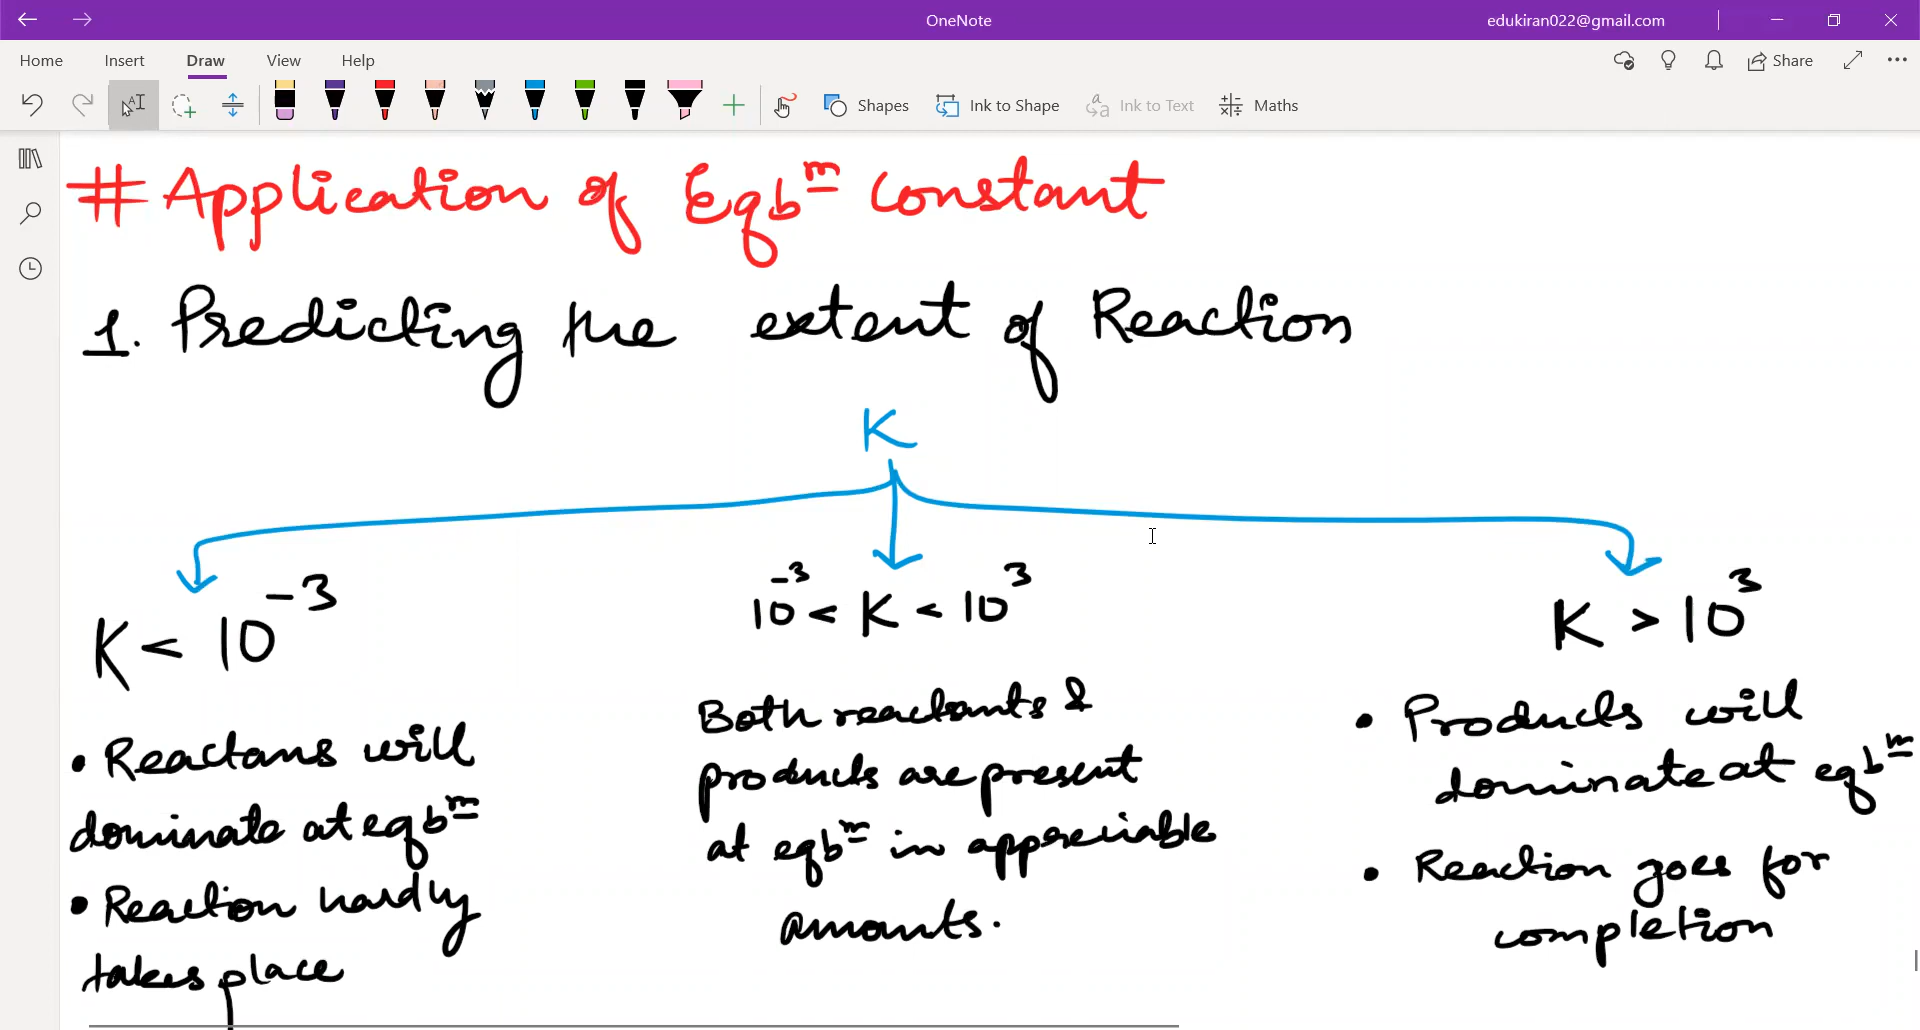 OneNote
edukiran022@gmail.com
Home Insert Draw View Help
Share
Shapes Ink to Shape Ink to Text Maths
# Application of Eqbᵐ constant
1. Predicting the extent of Reaction
K
K < 10⁻³
10⁻³ < K < 10³
K > 10³
• Reactans will
dominate at eqbᵐ
• Reaction hardly
takes place
Both reactants &
products are present
at eqbᵐ in appreciable
amounts.
• Products will
dominate at eqbᵐ
• Reaction goes for
completion